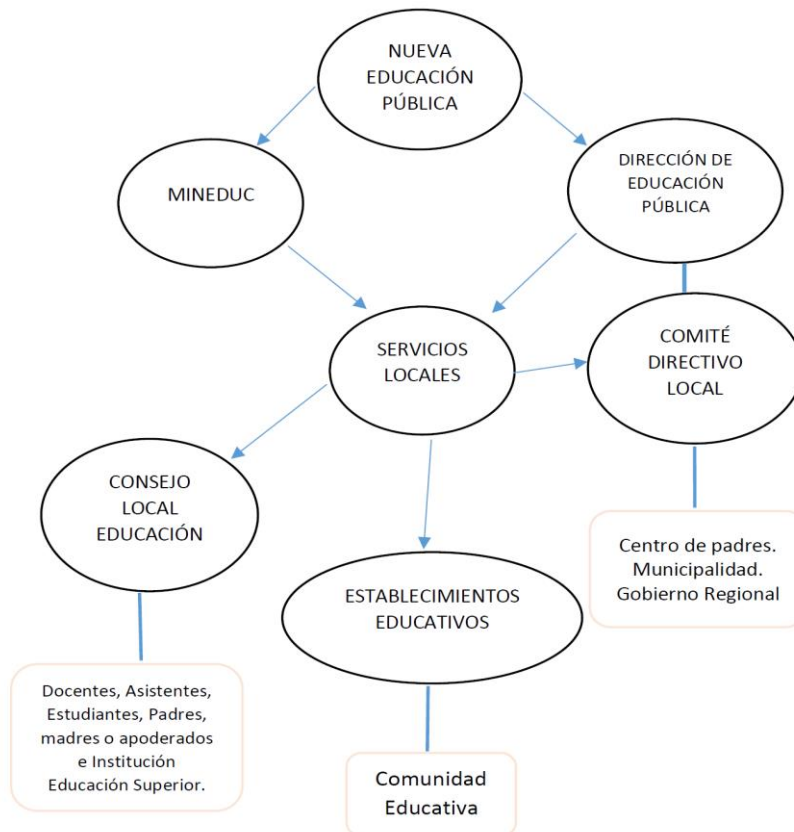 NUEVA
EDUCACIÓN
PÚBLICA
MINEDUC
DIRECCIÓN DE
EDUCACIÓN
PÚBLICA
SERVICIOS
LOCALES
COMITÉ
DIRECTIVO
LOCAL
CONSEJO
LOCAL
EDUCACIÓN
ESTABLECIMIENTOS
EDUCATIVOS
Centro de padres.
Municipalidad.
Gobierno Regional
Docentes, Asistentes,
Estudiantes, Padres,
madres o apoderados
e Institución
Educación Superior.
Comunidad
Educativa